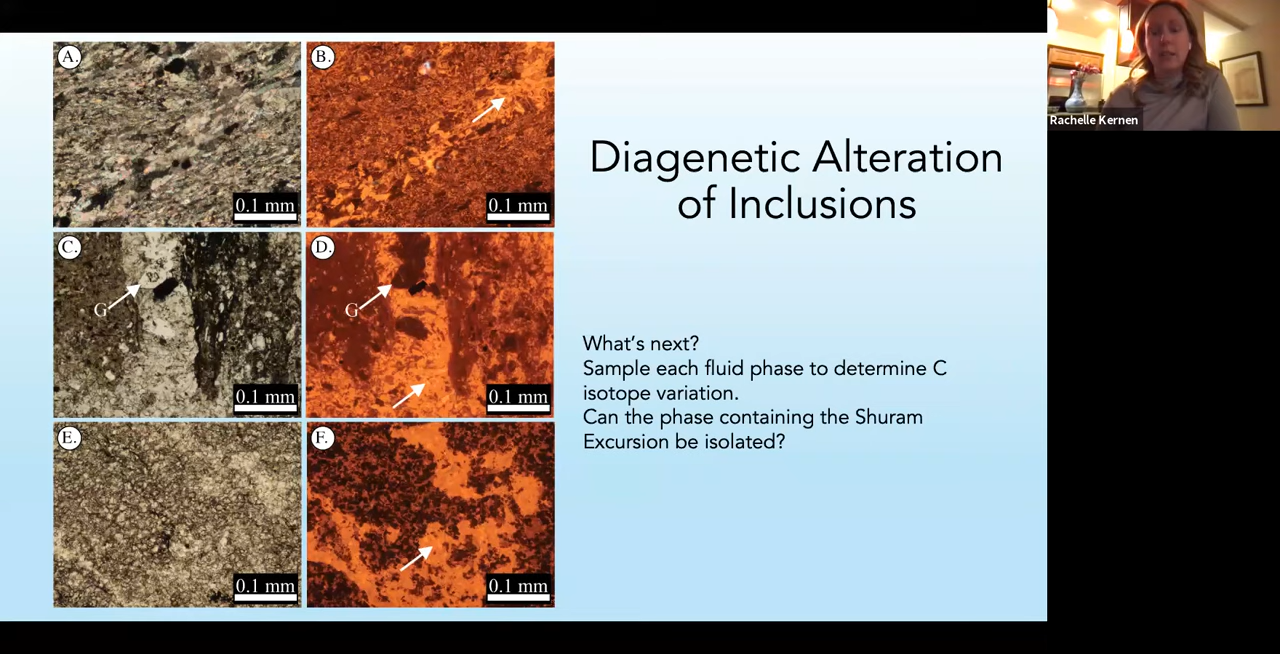 A.
0.1 mm
B.
0.1 mm
C.
G
0.1 mm
D.
G
0.1 mm
E.
0.1 mm
F.
0.1 mm
Diagenetic Alteration
of Inclusions
What's next?
Sample each fluid phase to determine C
isotope variation.
Can the phase containing the Shuram
Excursion be isolated?
Rachelle Kernen